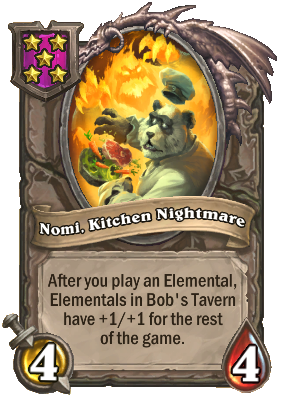 Nomi, Kitchen Nightmare
After you play an Elemental,
Elementals in Bob's Tavern
have +1/+1 for the rest
of the game.
4 4